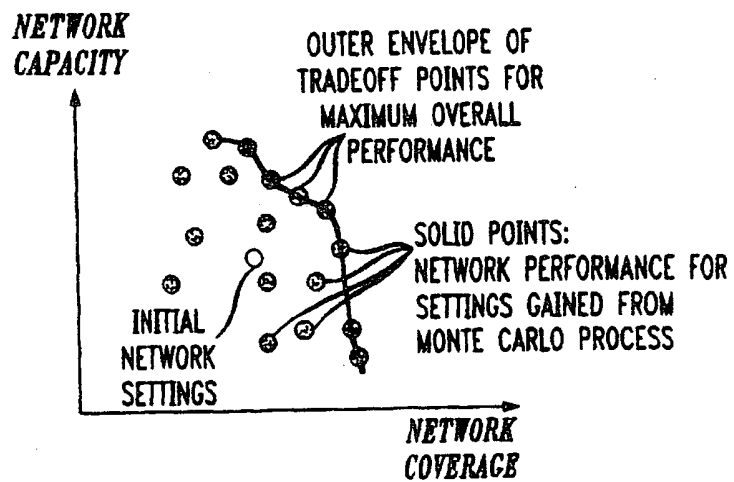 NETWORK
CAPACITY
OUTER ENVELOPE OF
TRADEOFF POINTS FOR
MAXIMUM OVERALL
PERFORMANCE
SOLID POINTS:
NETWORK PERFORMANCE FOR
SETTINGS GAINED FROM
MONTE CARLO PROCESS
INITIAL
NETWORK
SETTINGS
NETWORK
COVERAGE